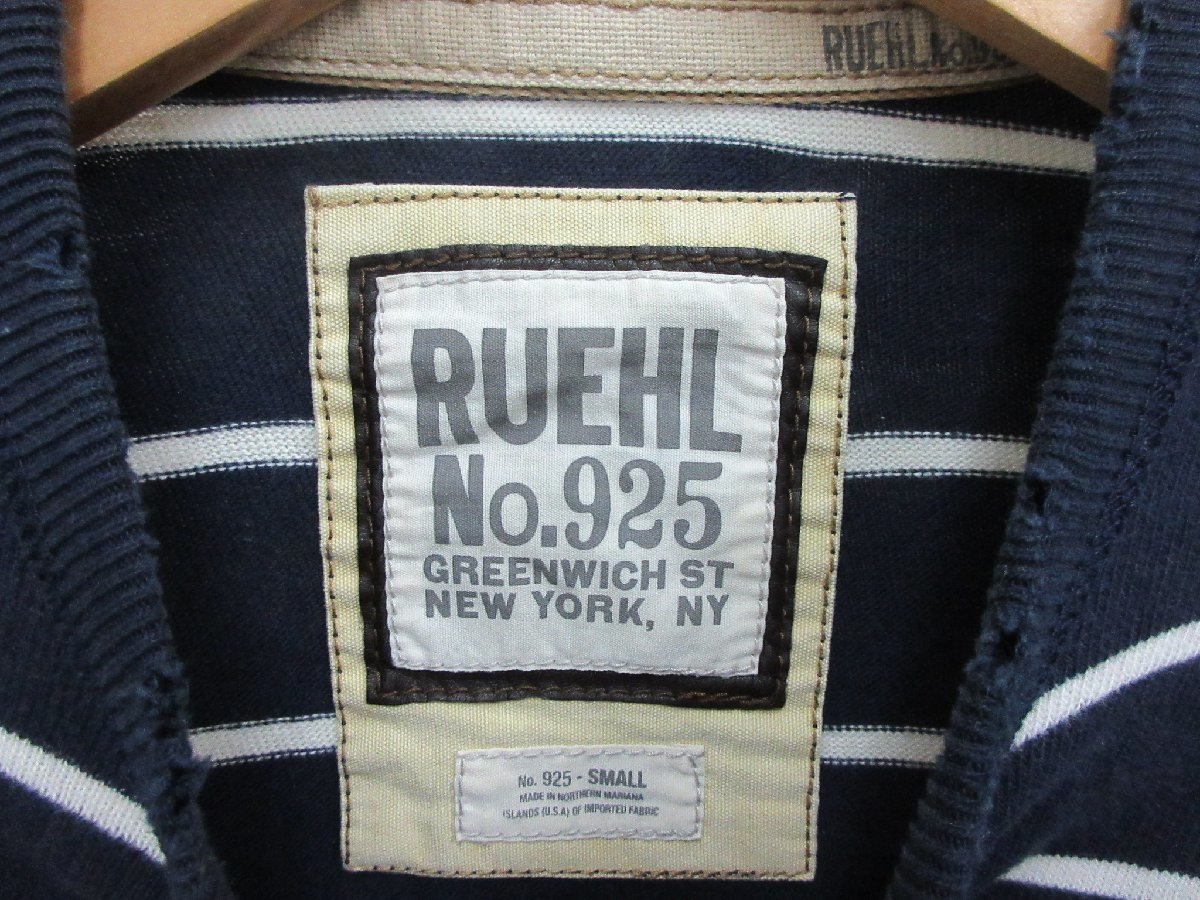 RUEHL.No.
RUEHL
No.925
GREENWICH ST
NEW YORK, NY
No. 925 - SMALL
MADE IN NORTHERN MARIANA
ISLANDS (U.S.A) OF IMPORTED FABRIC